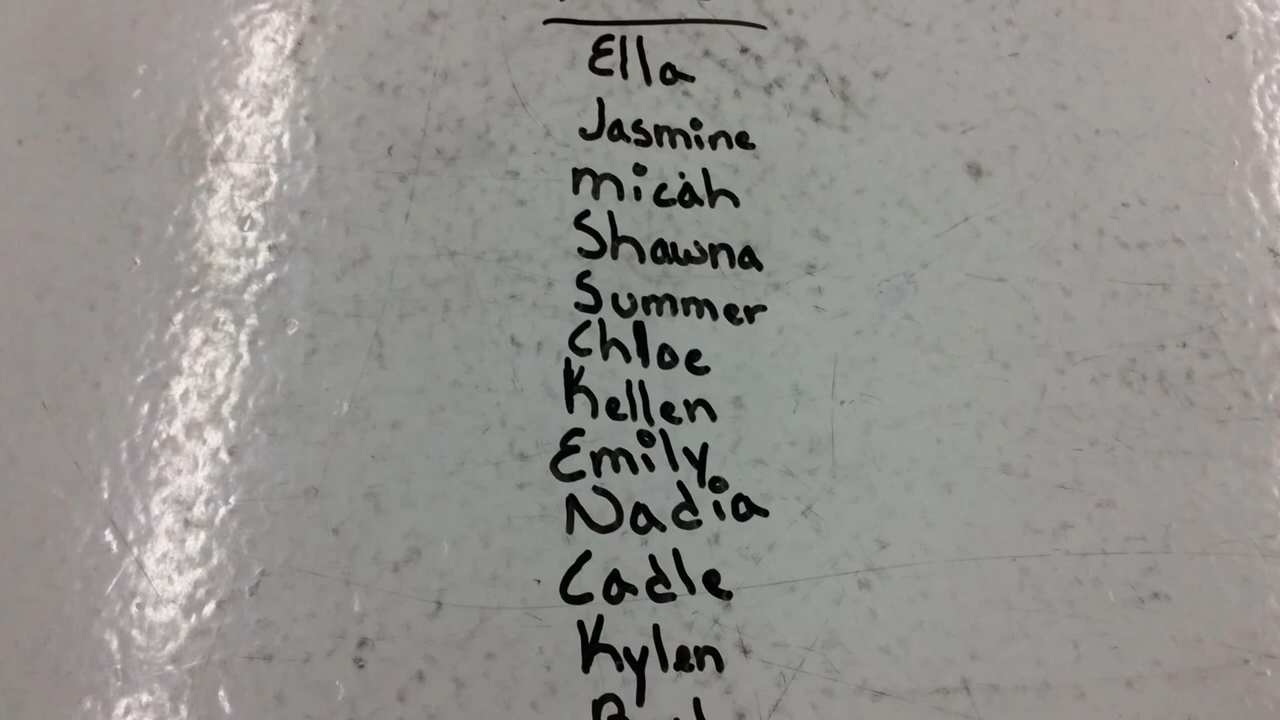 Ella
Jasmine
micah
Shawna
Summer
Chloe
Kellen
Emily
Nadia
Cadle
Kylen